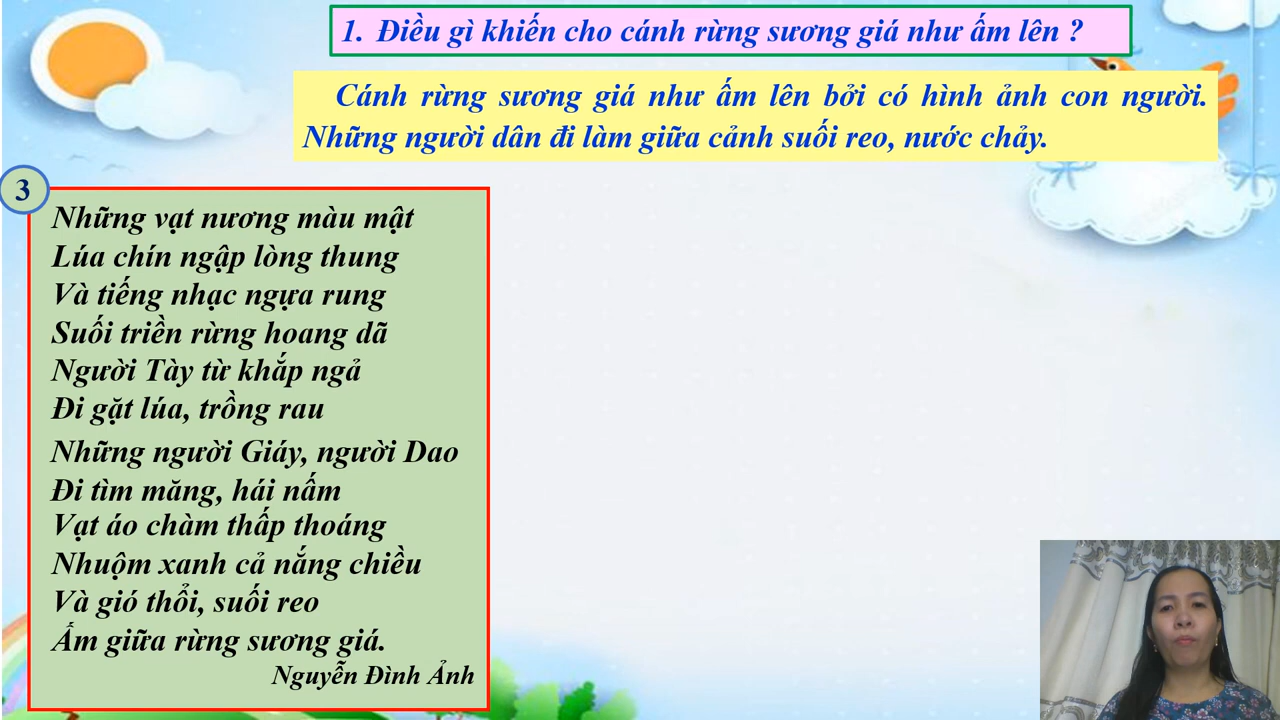 1. Điều gì khiến cho cánh rừng sương giá như ấm lên ?
Cánh rừng sương giá như ấm lên bởi có hình ảnh con người.
Những người dân đi làm giữa cảnh suối reo, nước chảy.
3
Những vạt nương màu mật
Lúa chín ngập lòng thung
Và tiếng nhạc ngựa rung
Suối triền rừng hoang dã
Người Tày từ khắp ngả
Đi gặt lúa, trồng rau
Những người Giáy, người Dao
Đi tìm măng, hái nấm
Vạt áo chàm thấp thoáng
Nhuộm xanh cả nắng chiều
Và gió thổi, suối reo
Ấm giữa rừng sương giá.
Nguyễn Đình Ảnh